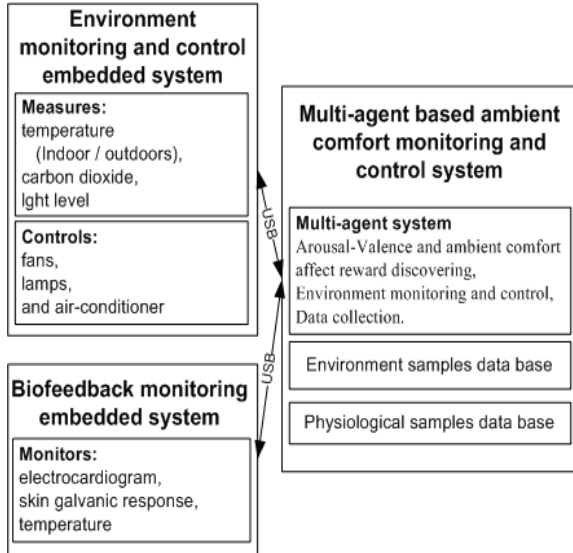 Environment
monitoring and control
embedded system
Measures:
temperature
(Indoor / outdoors),
carbon dioxide,
lght level
Controls:
fans,
lamps,
and air-conditioner
USB
USB
Biofeedback monitoring
embedded system
Monitors:
electrocardiogram,
skin galvanic response,
temperature
Multi-agent based ambient
comfort monitoring and
control system
Multi-agent system
Arousal-Valence and ambient comfort
affect reward discovering,
Environment monitoring and control,
Data collection.
Environment samples data base
Physiological samples data base